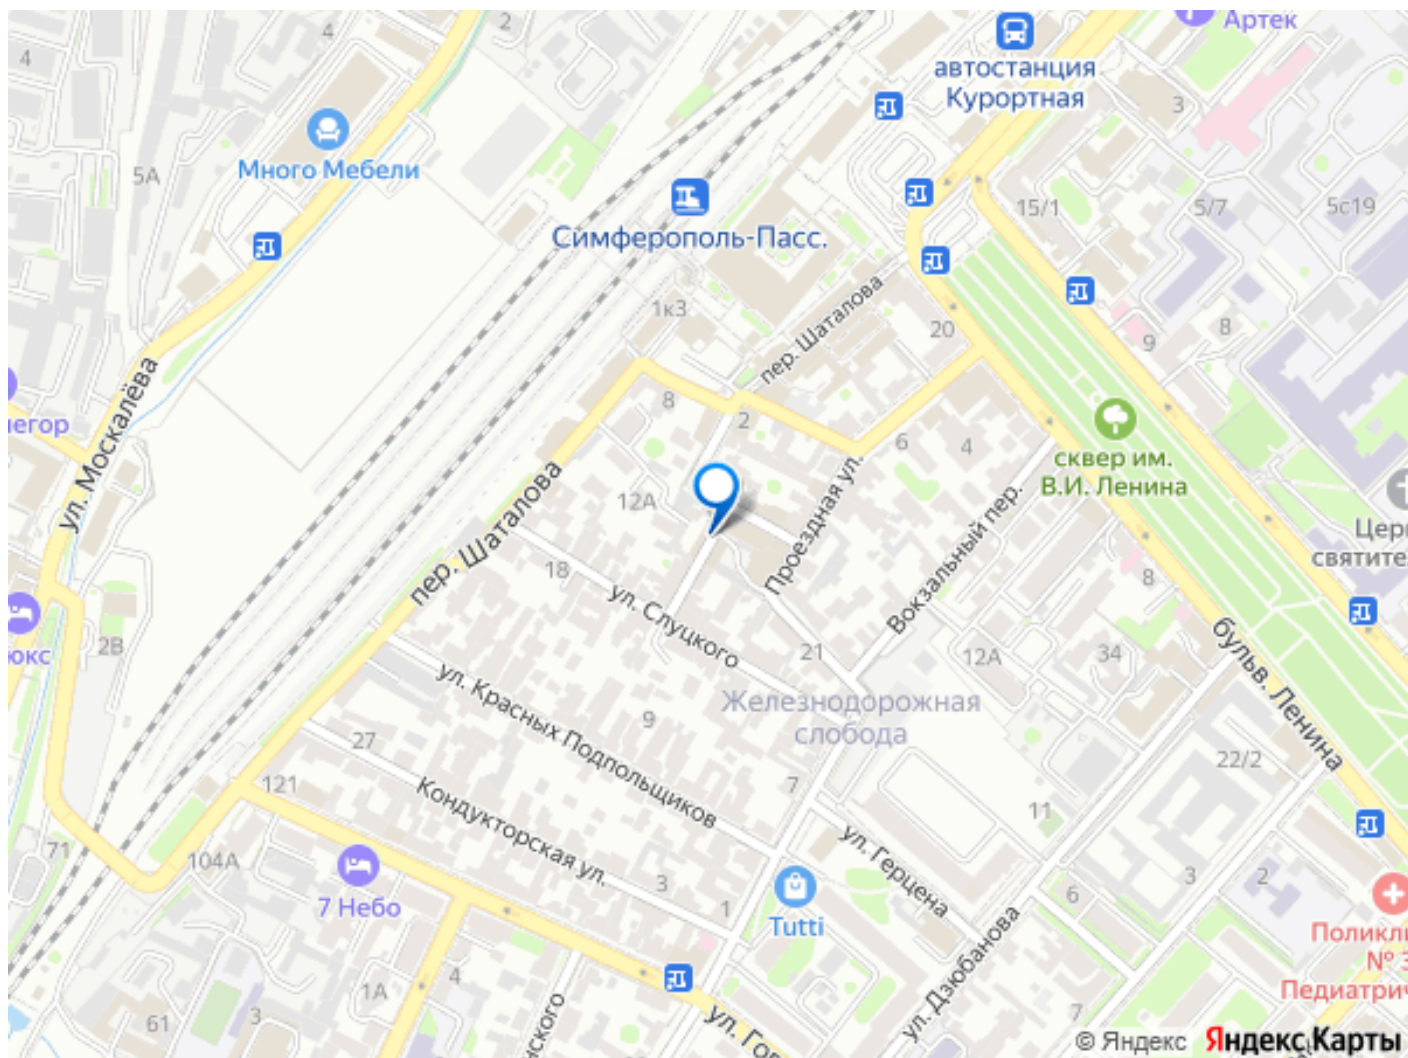 2
4
4
Артек
автостанция
Курортная
3
Много Мебели
5А
15/1
5/7
5с19
Симферополь-Пасс.
1к3
пер. Шаталова
20
8
9
ул. Москалёва
8
2
6
4
сквер им.
В.И. Ленина
12А
пер. Шаталова
Проездная ул.
Вокзальный пер.
18
8
ул. Слуцкого
бульв. Ленина
2В
21
12А
34
ул. Красных Подпольщиков
Железнодорожная
слобода
9
27
22/2
121
7
Кондукторская ул.
11
ул. Герцена
71
104А
7 Небо
3
1
Tutti
6
3
2
ул. Дзюбанова
4
1А
61
3
7
№ 3
© Яндекс
Яндекс Карты